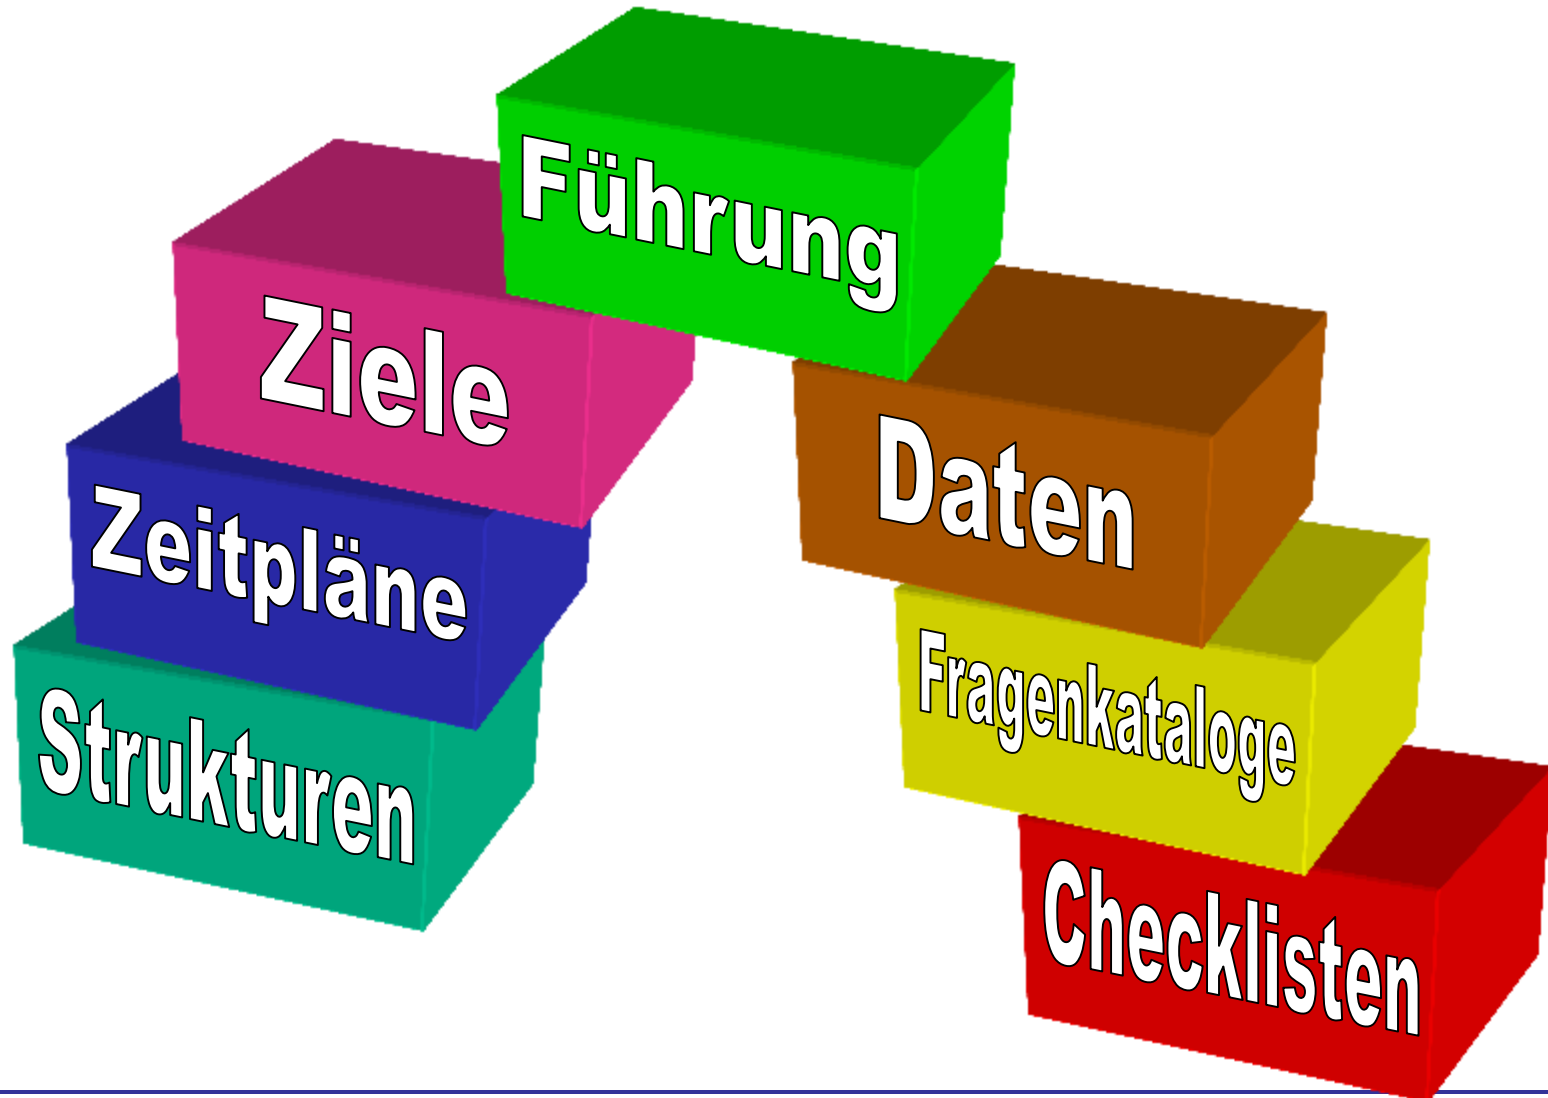 Führung
Ziele
Daten
Zeitpläne
Fragenkataloge
Strukturen
Checklisten